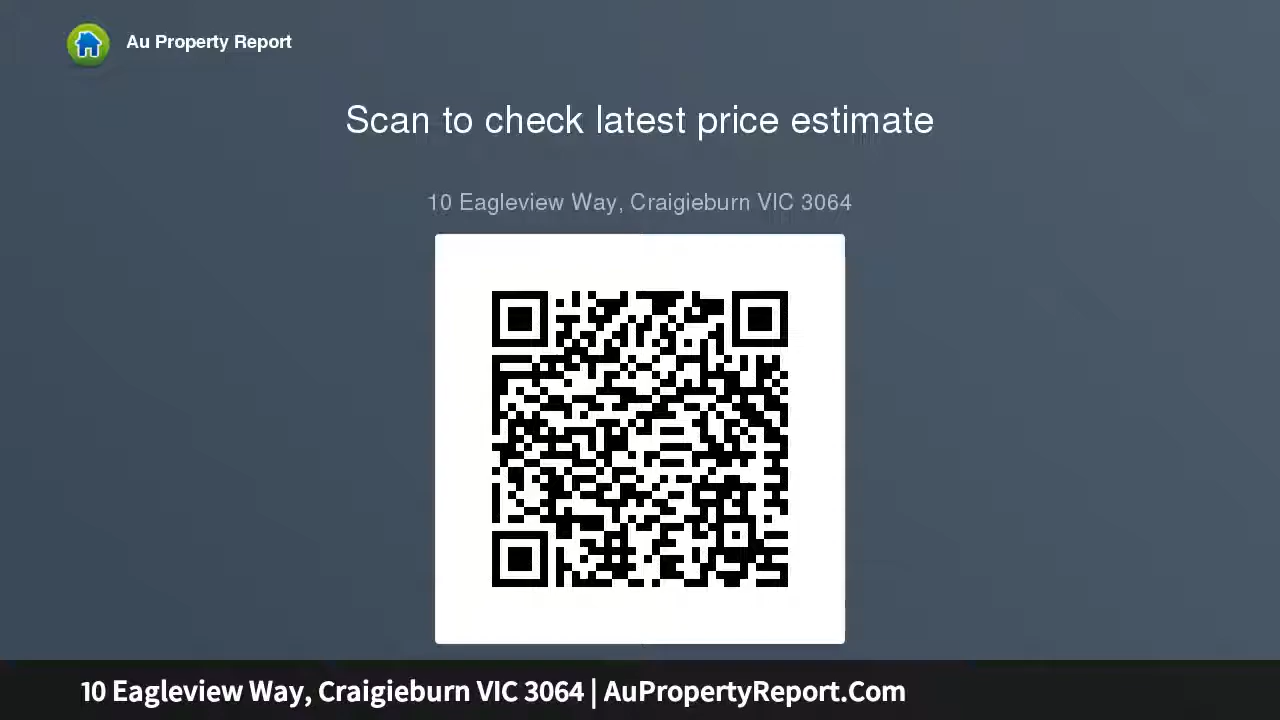 Au Property Report
Scan to check latest price estimate
10 Eagleview Way, Craigieburn VIC 3064
10 Eagleview Way, Craigieburn VIC 3064 | AuPropertyReport.Com